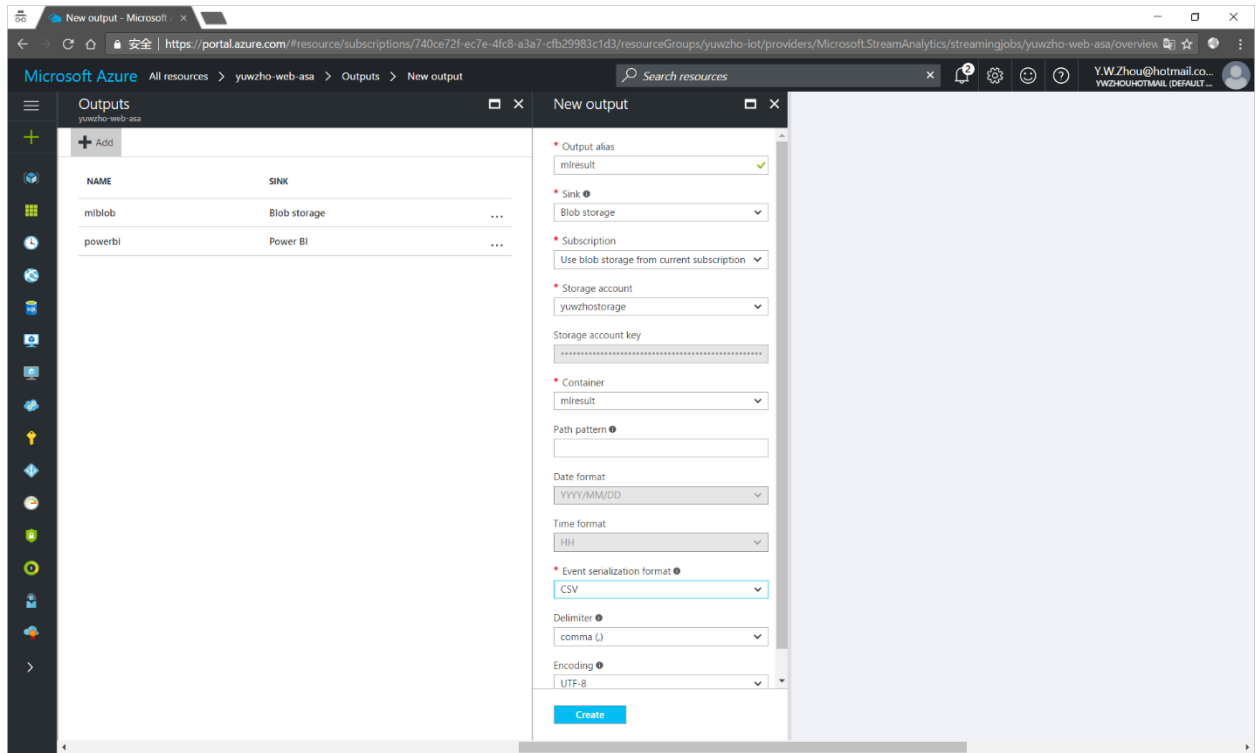 New output - Microsoft
安全 | https://portal.azure.com/#resource/subscriptions/740ce72f-ec7e-4fc8-a3a7-cfb29983c1d3/resourceGroups/yuwzho-iot/providers/Microsoft.StreamAnalytics/streamingjobs/yuwzho-web-asa/overview
Microsoft Azure All resources > yuwzho-web-asa > Outputs > New output
Search resources
2
Y.W.Zhou@hotmail.co...
YWZHOUHOTMAIL (DEFAULT ...
Outputs
yuwzho-web-asa
Add
NAME SINK
mlblob Blob storage ...
powerbi Power BI ...
New output
* Output alias
mlresult
* Sink
Blob storage
* Subscription
Use blob storage from current subscription
* Storage account
yuwzhostorage
Storage account key
* Container
mlresult
Path pattern
Date format
YYYY/MM/DD
Time format
HH
* Event serialization format
CSV
Delimiter
comma (,)
Encoding
UTF-8
Create